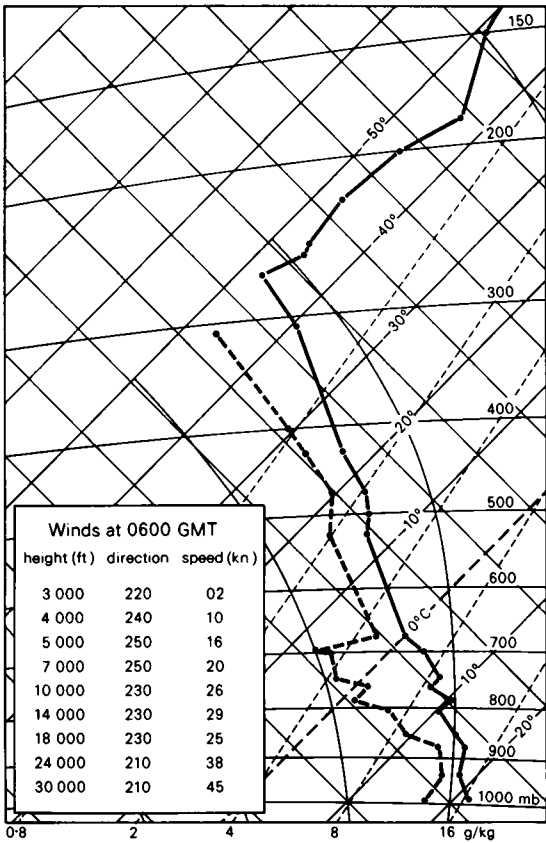 150
50°
200
40°
300
30°
400
20°
500
10°
600
0°C
700
10°
800
20°
900
1000 mb
Winds at 0600 GMT
height (ft) direction speed (kn)
3 000 220 02
4 000 240 10
5 000 250 16
7 000 250 20
10 000 230 26
14 000 230 29
18 000 230 25
24 000 210 38
30 000 210 45
0·8 2 4 8 16 g/kg